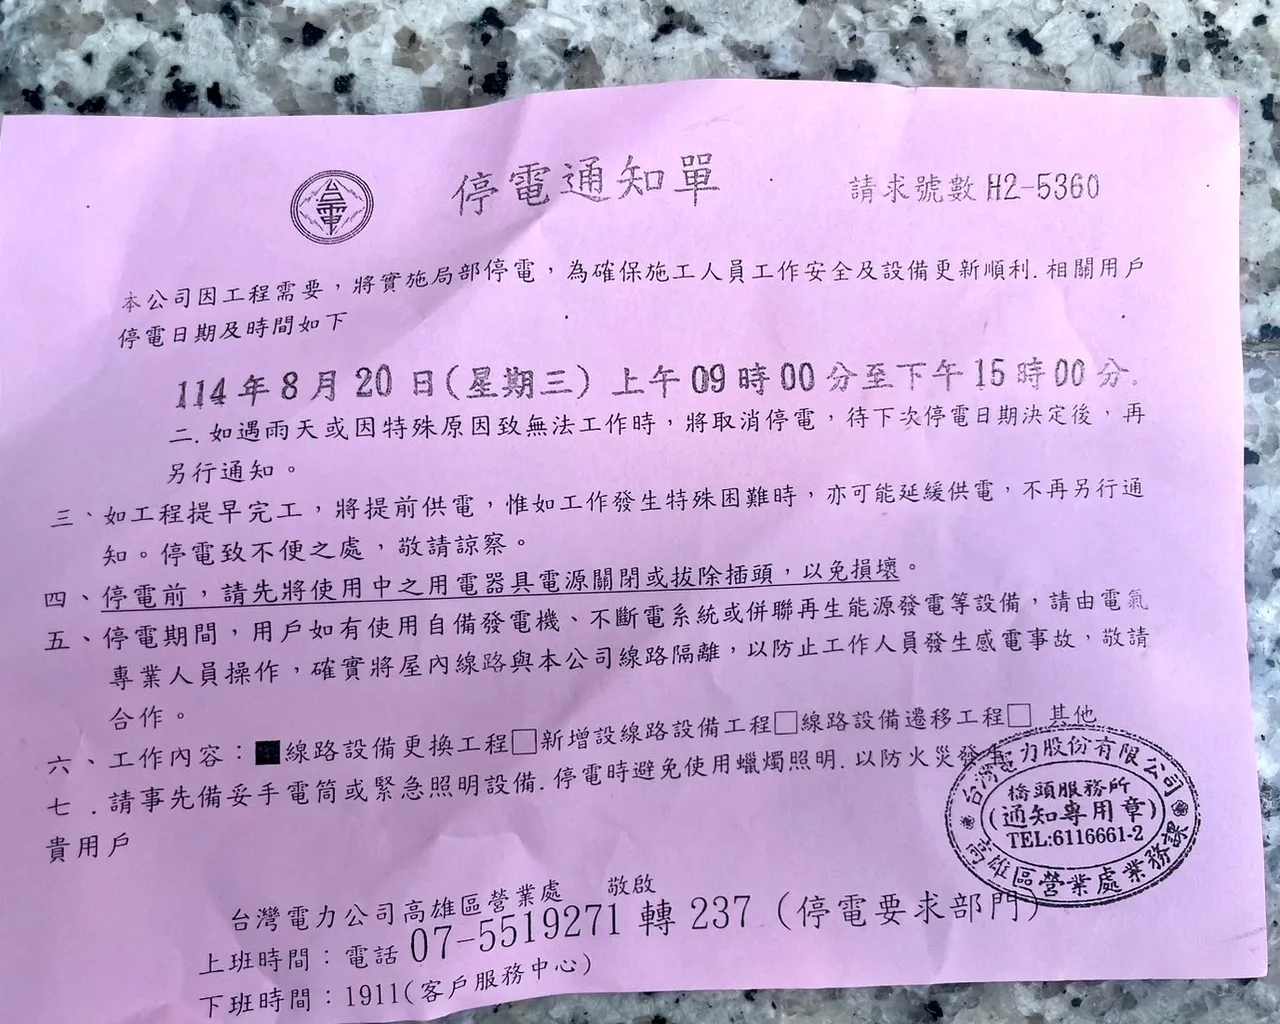 台電
停電通知單
請求號數 H2-5360
本公司因工程需要，將實施局部停電，為確保施工人員工作安全及設備更新順利.相關用戶
停電日期及時間如下
114年8月20日(星期三)上午09時00分至下午15時00分.
二.如遇雨天或因特殊原因致無法工作時，將取消停電，待下次停電日期決定後，再
另行通知。
三、如工程提早完工，將提前供電，惟如工作發生特殊困難時，亦可能延緩供電，不再另行通
知。停電致不便之處，敬請諒察。
四、停電前，請先將使用中之用電器具電源關閉或拔除插頭，以免損壞。
五、停電期間，用戶如有使用自備發電機、不斷電系統或併聯再生能源發電等設備，請由電氣
專業人員操作，確實將屋內線路與本公司線路隔離，以防止工作人員發生感電事故，敬請
合作。
六、工作內容：■線路設備更換工程□新增設線路設備工程□線路設備遷移工程□ 其他
七.請事先備妥手電筒或緊急照明設備.停電時避免使用蠟燭照明.以防火災發
貴用戶
台灣電力股份有限公司
橋頭服務所
(通知專用章)
TEL:6116661-2
高雄區營業處業務課
台灣電力公司高雄區營業處 敬啟
上班時間：電話 07-5519271 轉 237 (停電要求部門)
下班時間：1911(客戶服務中心)